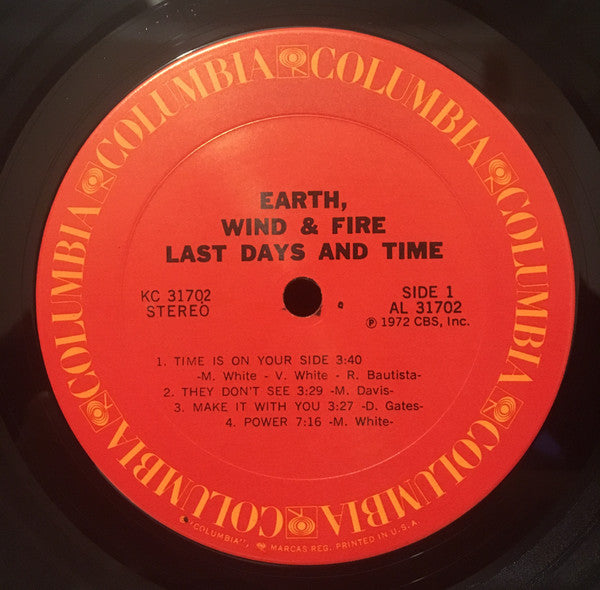 COLUMBIA COLUMBIA COLUMBIA COLUMBIA COLUMBIA COLUMBIA
EARTH,
WIND & FIRE
LAST DAYS AND TIME
KC 31702
STEREO
SIDE 1
AL 31702
Ⓟ 1972 CBS, Inc.
1. TIME IS ON YOUR SIDE 3:40
-M. White - V. White - R. Bautista-
2. THEY DON'T SEE 3:29 -M. Davis-
3. MAKE IT WITH YOU 3:27 -D. Gates-
4. POWER 7:16 -M. White-
"COLUMBIA", MARCAS REG. PRINTED IN U.S.A.